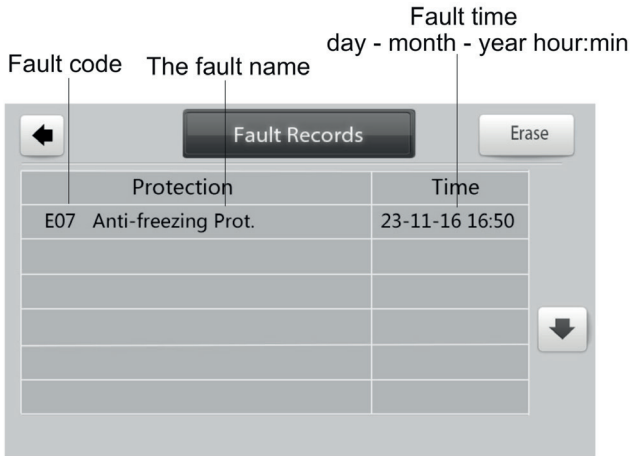 Fault time
day - month - year hour:min
Fault code
The fault name
Fault Records
Erase
Protection
Time
E07 Anti-freezing Prot.
23-11-16 16:50